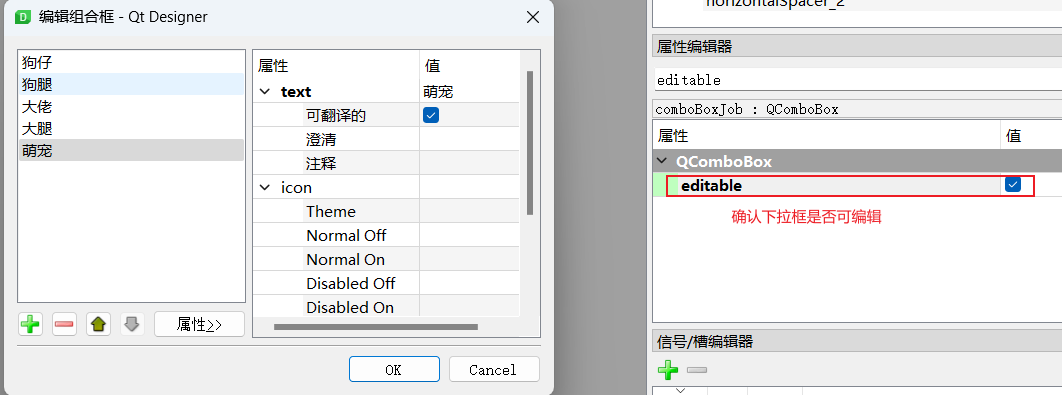 编辑组合框 - Qt Designer
狗仔
狗腿
大佬
大腿
萌宠
属性>>
属性 值
text 萌宠
可翻译的
澄清
注释
icon
Theme
Normal Off
Normal On
Disabled Off
Disabled On
OK Cancel
horizontalSpacer_2
属性编辑器
editable
comboBoxJob : QComboBox
属性 值
QComboBox
editable
确认下拉框是否可编辑
信号/槽编辑器